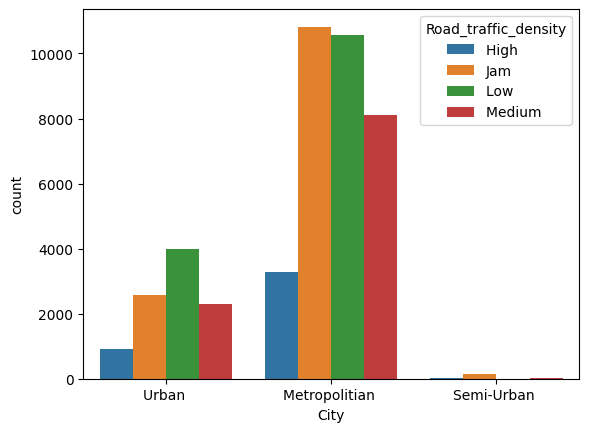 Road_traffic_density
High
Jam
Low
Medium
10000
8000
6000
4000
2000
0
count
Urban Metropolitian Semi-Urban
City